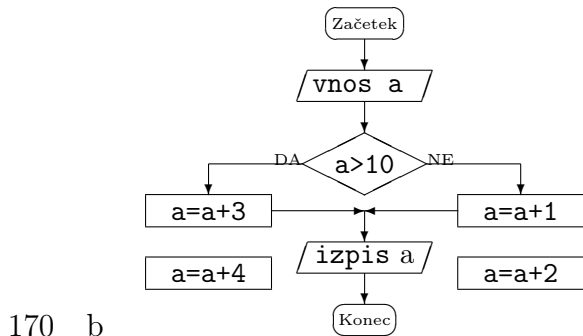 Začetek
vnos a
DA a>10 NE
a=a+3 a=a+1
izpis a
a=a+4 a=a+2
170 b Konec